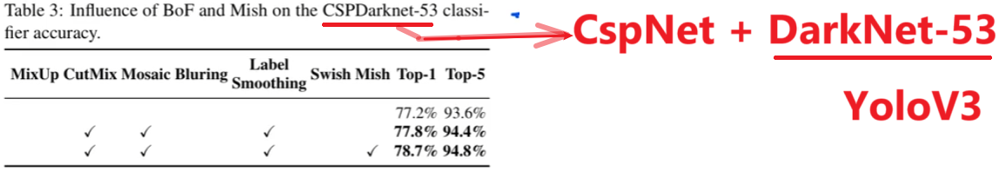 Table 3: Influence of BoF and Mish on the CSPDarknet-53 classi-
fier accuracy.
MixUp CutMix Mosaic Bluring Label Smoothing Swish Mish Top-1 Top-5
77.2% 93.6%
✓ ✓ ✓ 77.8% 94.4%
✓ ✓ ✓ ✓ 78.7% 94.8%
CspNet + DarkNet-53
YoloV3